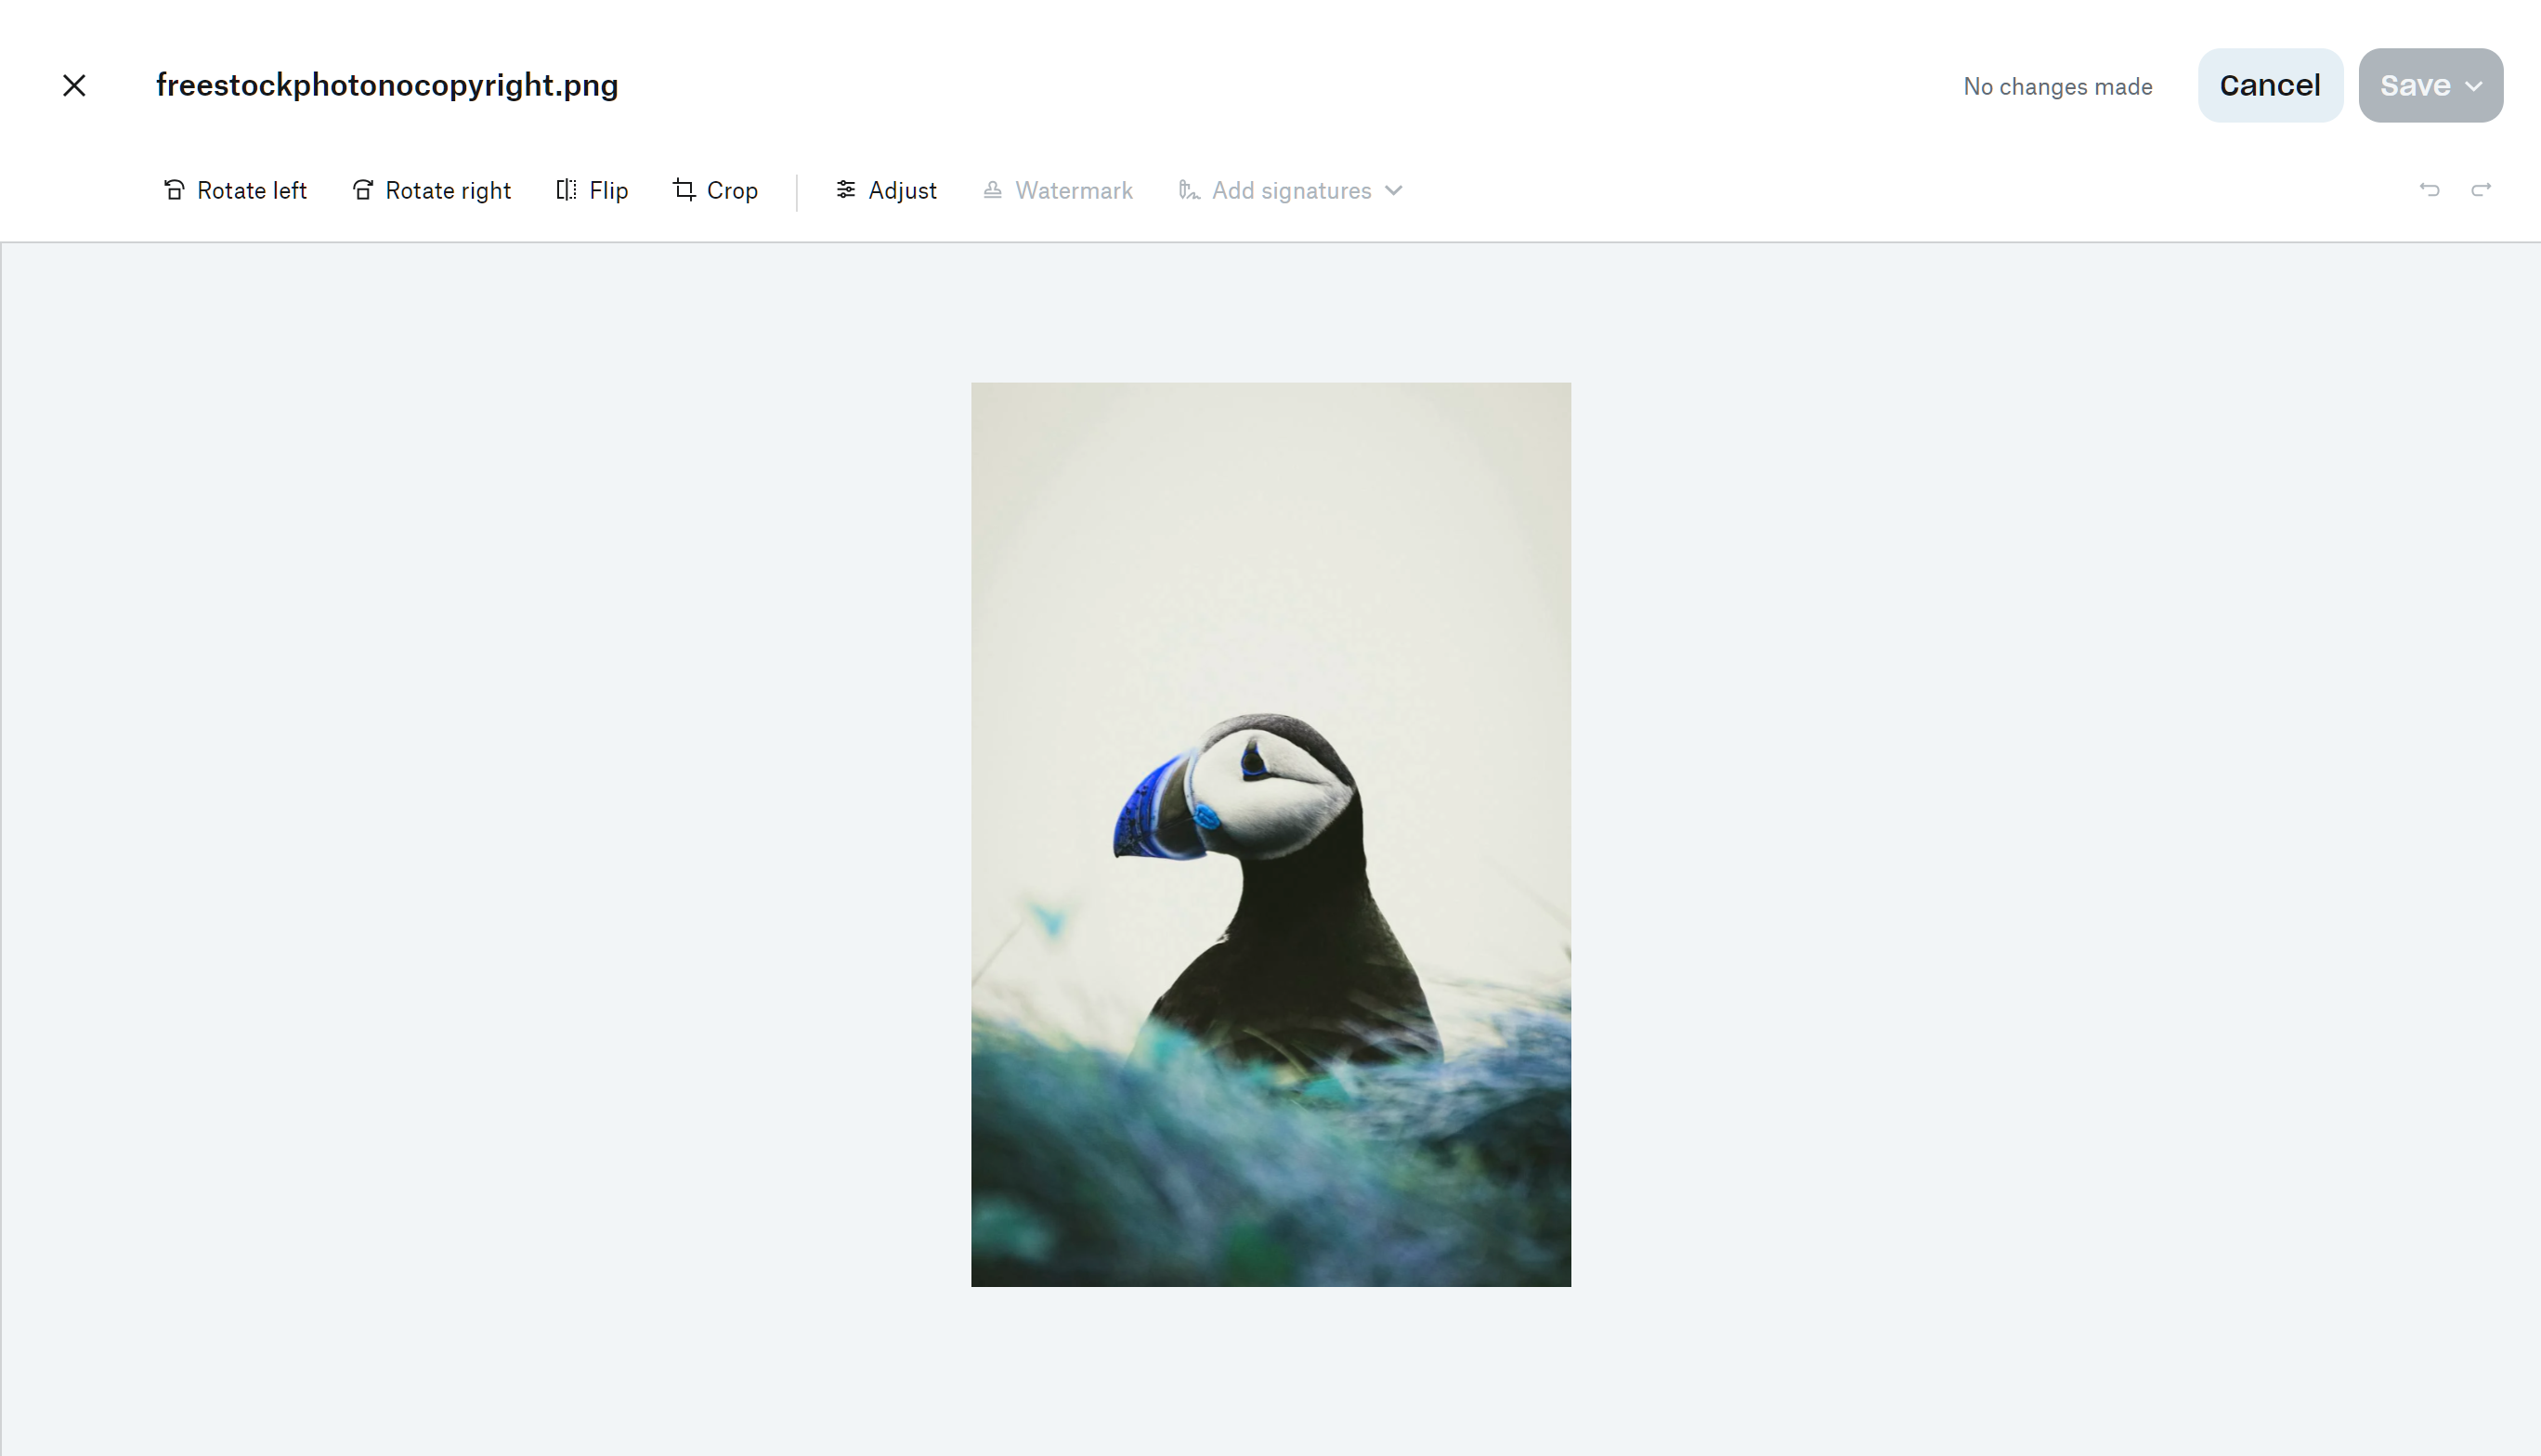 freestockphotonocopyright.png
No changes made
Cancel
Save
Rotate left
Rotate right
Flip
Crop
Adjust
Watermark
Add signatures